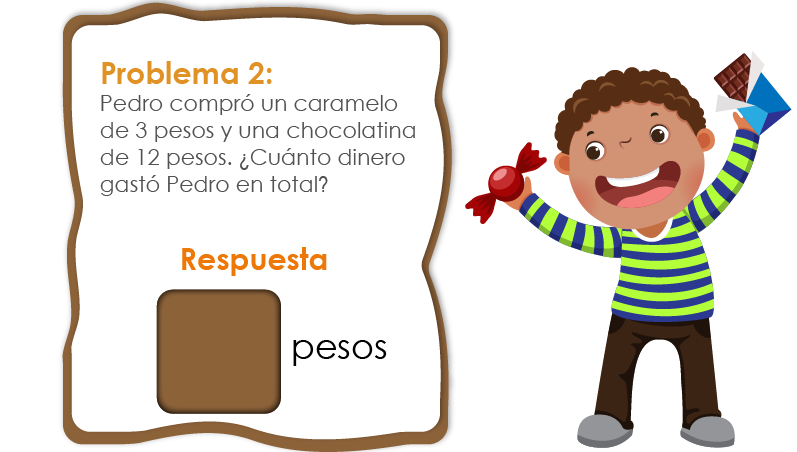 Problema 2:
Pedro compró un caramelo
de 3 pesos y una chocolatina
de 12 pesos. ¿Cuánto dinero
gastó Pedro en total?
Respuesta
pesos